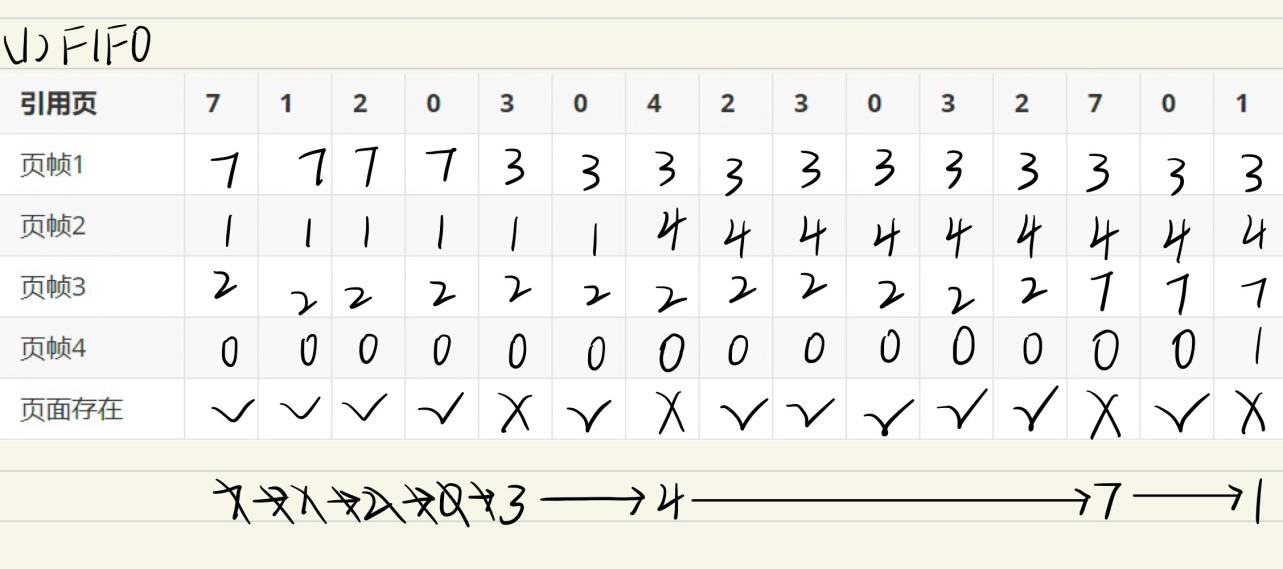 (1) FIFO
引用页 7 1 2 0 3 0 4 2 3 0 3 2 7 0 1
页帧1 7 7 7 7 3 3 3 3 3 3 3 3 3 3 3
页帧2 1 1 1 1 1 1 4 4 4 4 4 4 4 4 4
页帧3 2 2 2 2 2 2 2 2 2 2 2 2 7 7 7
页帧4 0 0 0 0 0 0 0 0 0 0 0 0 0 0 1
页面存在 ✓ ✓ ✓ ✓ X ✓ X ✓ ✓ ✓ ✓ ✓ X ✓ X
7→1→2→0→3→4→7→1